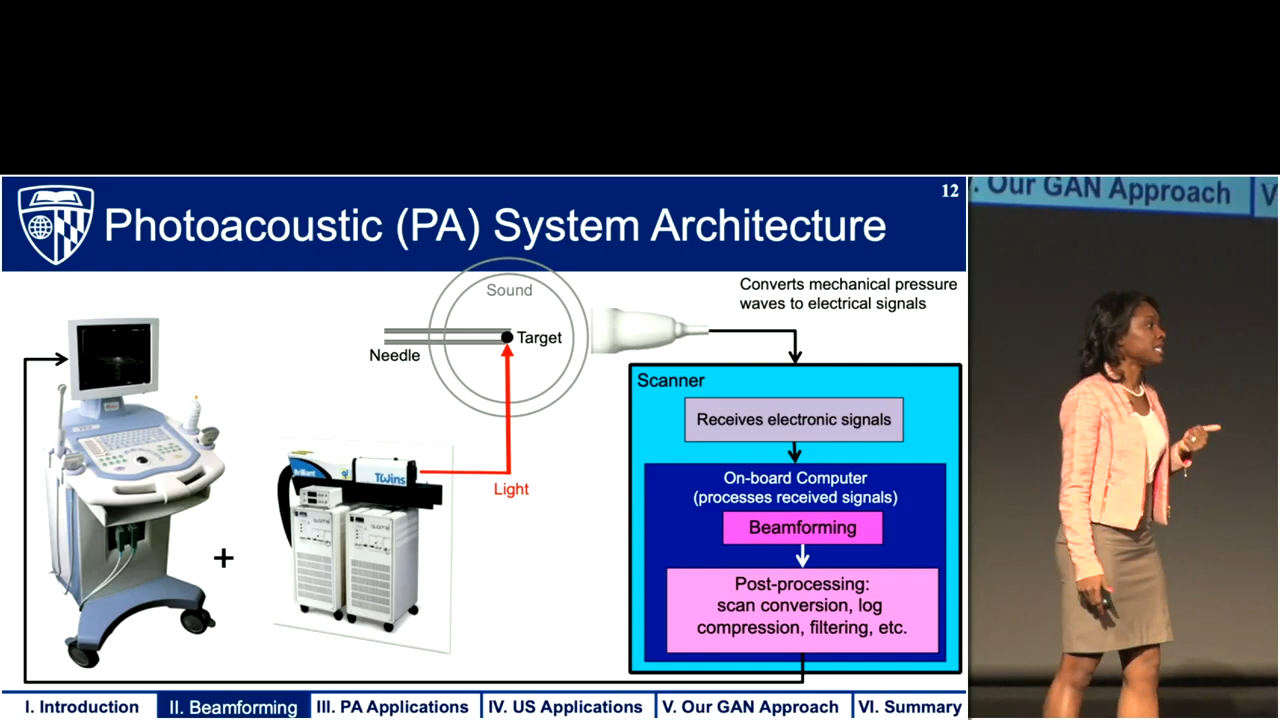 12
Photoacoustic (PA) System Architecture
Sound
Target
Needle
Converts mechanical pressure
waves to electrical signals
Scanner
Receives electronic signals
On-board Computer
(processes received signals)
Beamforming
Post-processing:
scan conversion, log
compression, filtering, etc.
Brilliant
TWins
Light
+
I. Introduction
II. Beamforming
III. PA Applications
IV. US Applications
V. Our GAN Approach
VI. Summary
. Our GAN Approach
V